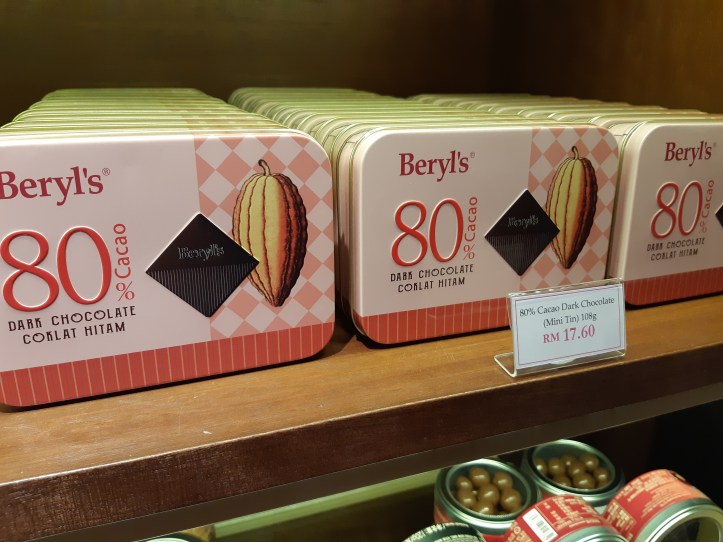 Beryl's®
80% Cacao
DARK CHOCOLATE
COKLAT HITAM
Beryl's
Beryl's®
80% Cacao
DARK CHOCOLATE
COKLAT HITAM
Beryl's
Beryl's®
80% Cacao
DARK CHOCOLATE
COKLAT HITAM
80% Cacao Dark Chocolate
(Mini Tin) 108g
RM 17.60